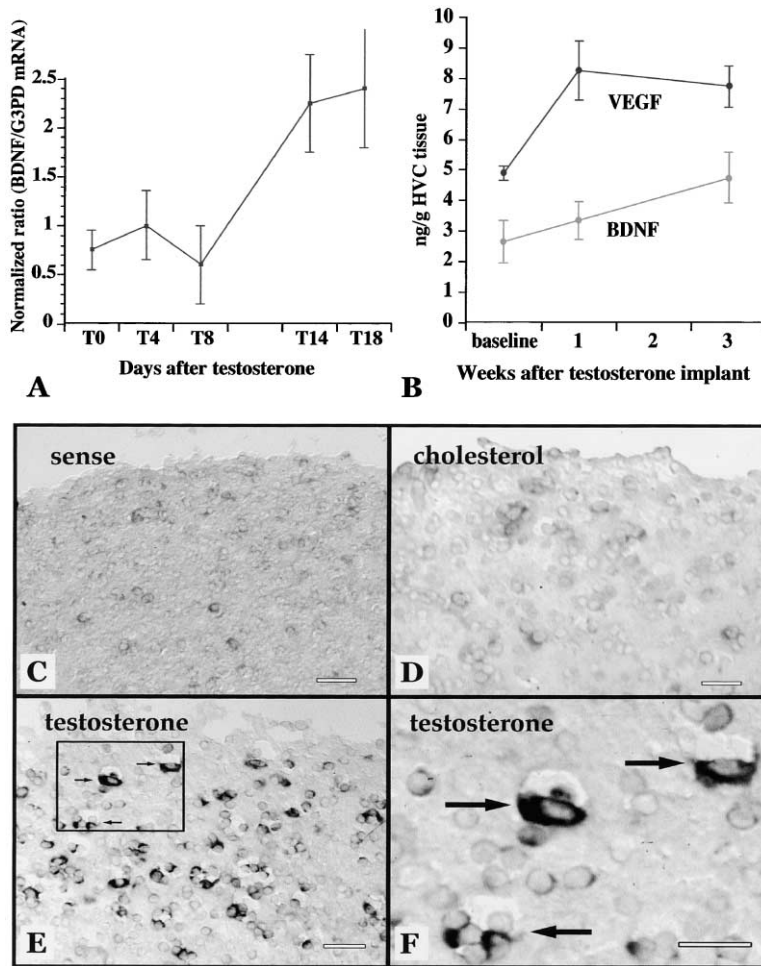 Normalized ratio (BDNF/G3PD mRNA)
2.5
2
1.5
1
0.5
0
T0 T4 T8 T14 T18
Days after testosterone
A
ng/g HVC tissue
10
9
8
7
6
5
4
3
2
1
0
VEGF
BDNF
baseline 1 2 3
Weeks after testosterone implant
B
sense
C
cholesterol
D
testosterone
E
testosterone
F